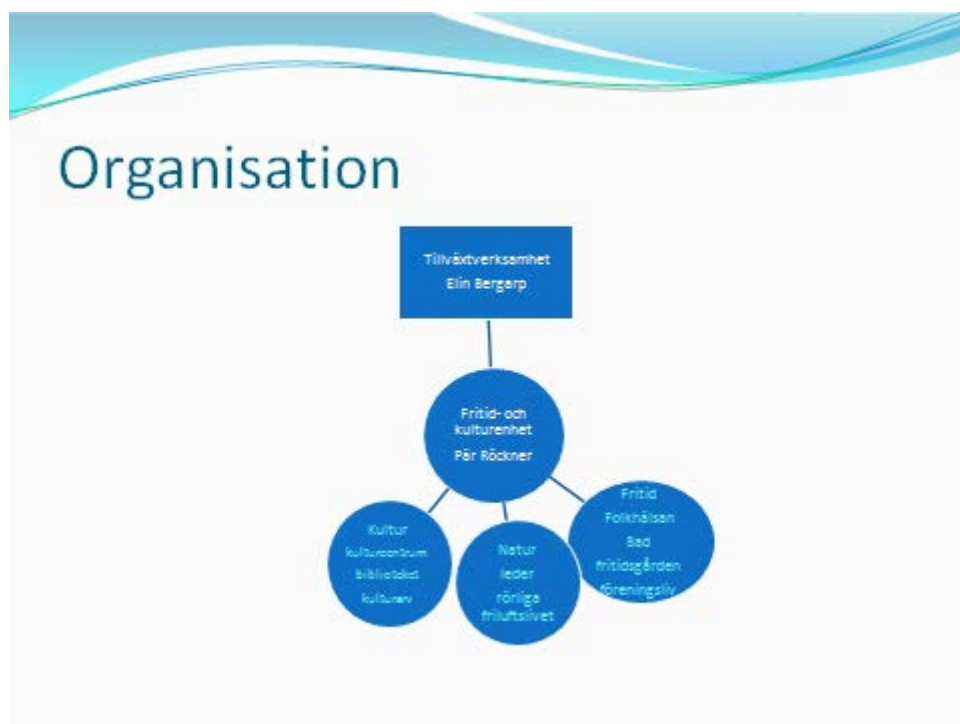 Organisation
Tillväxtverksamhet
Elin Bergarp
Fritid- och
kulturenhet
Pär Röckner
Kultur
kulturcentrum
biblioteket
kulturarv
Natur
leder
rörliga
friluftslivet
Fritid
Folkhälsan
Bad
fritidsgården
föreningsliv